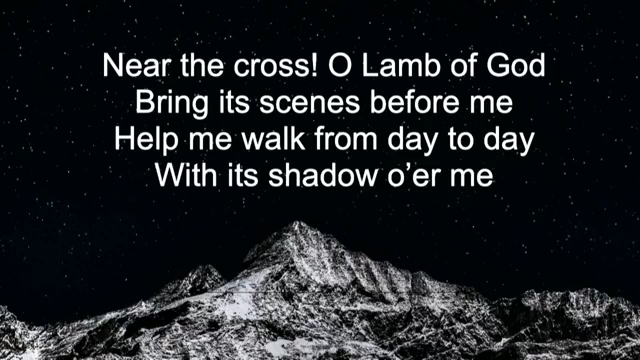 Near the cross! O Lamb of God
Bring its scenes before me
Help me walk from day to day
With its shadow o’er me